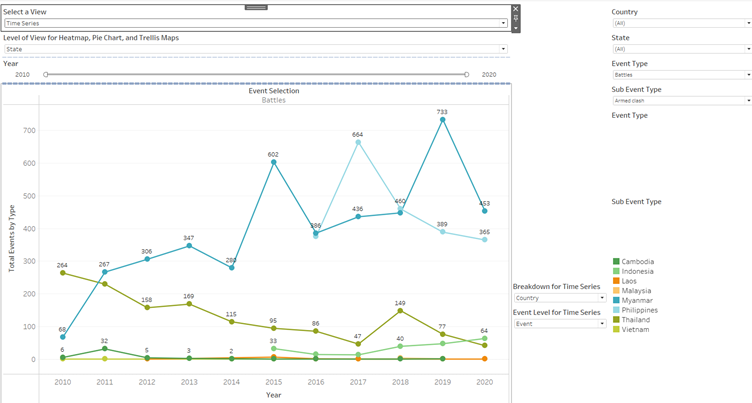 Select a View
Time Series
Level of View for Heatmap, Pie Chart, and Trellis Maps
State
Year
2010
2020
Event Selection
Battles
Total Events by Type
700
600
500
400
300
200
100
0
264
68
6
267
32
306
158
5
347
169
3
280
115
2
602
95
33
386
86
664
436
47
460
149
40
733
389
77
453
365
64
2010 2011 2012 2013 2014 2015 2016 2017 2018 2019 2020
Year
Breakdown for Time Series
Country
Event Level for Time Series
Event
Country
(All)
State
(All)
Event Type
Battles
Sub Event Type
Armed clash
Event Type
Sub Event Type
Cambodia
Indonesia
Laos
Malaysia
Myanmar
Philippines
Thailand
Vietnam